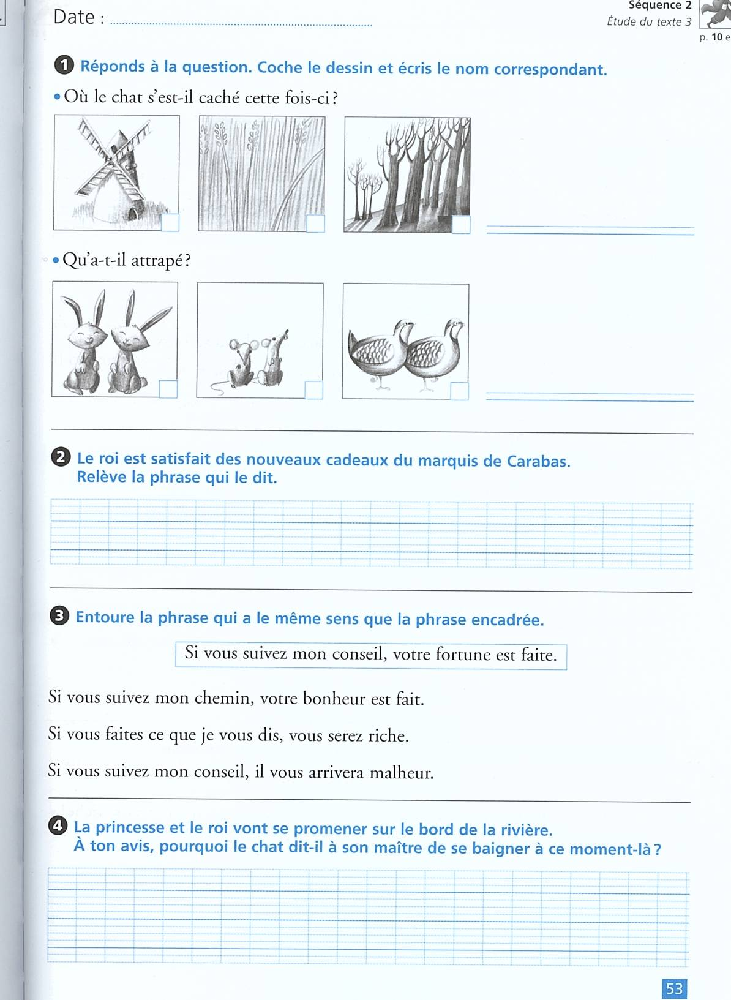 Date :
Séquence 2
Étude du texte 3
p. 10 e
1 Réponds à la question. Coche le dessin et écris le nom correspondant.
• Où le chat s’est-il caché cette fois-ci ?
• Qu’a-t-il attrapé ?
2 Le roi est satisfait des nouveaux cadeaux du marquis de Carabas.
Relève la phrase qui le dit.
3 Entoure la phrase qui a le même sens que la phrase encadrée.
Si vous suivez mon conseil, votre fortune est faite.
Si vous suivez mon chemin, votre bonheur est fait.
Si vous faites ce que je vous dis, vous serez riche.
Si vous suivez mon conseil, il vous arrivera malheur.
4 La princesse et le roi vont se promener sur le bord de la rivière.
À ton avis, pourquoi le chat dit-il à son maître de se baigner à ce moment-là ?
53